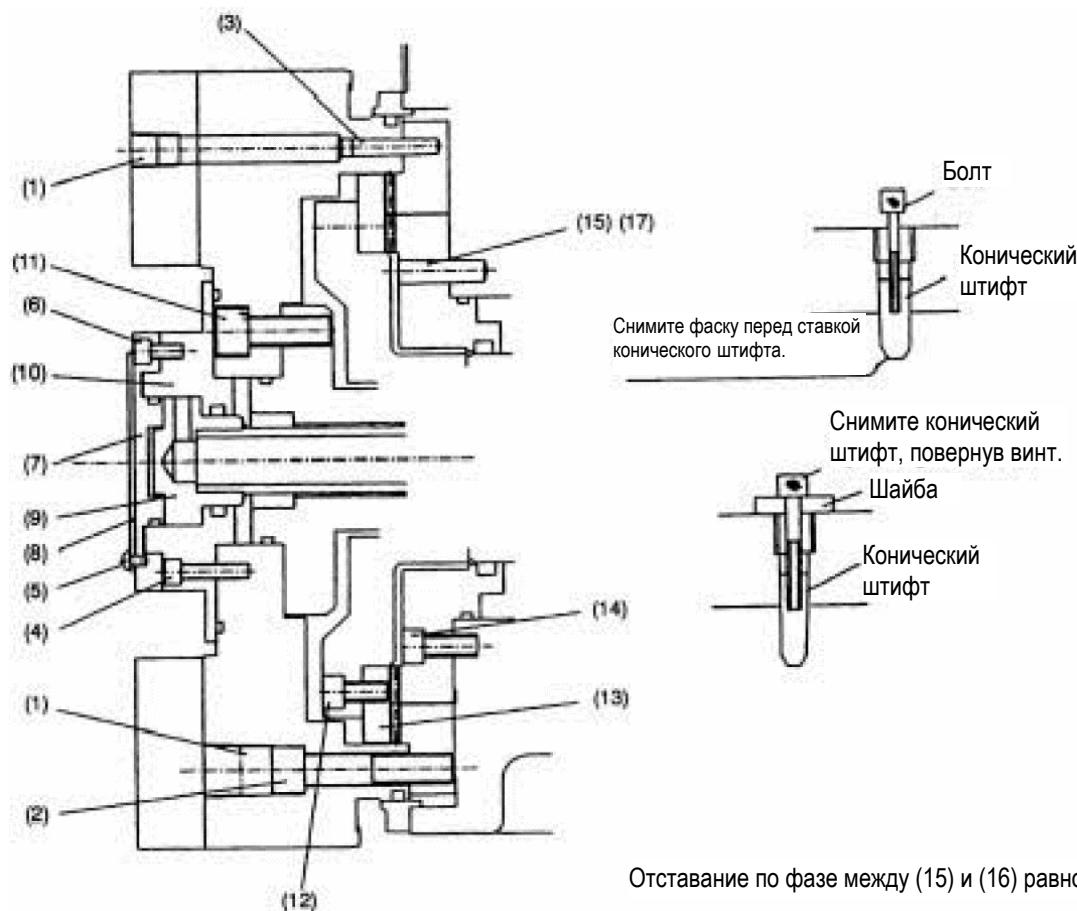 (3)
(1)
(15) (17)
(11)
(6)
(10)
(7)
(9)
(8)
(5)
(4)
(14)
(1)
(13)
(2)
(12)
Болт
Конический
штифт
Снимите фаску перед ставкой
конического штифта.
Снимите конический
штифт, повернув винт.
Шайба
Конический
штифт
Отставание по фазе между (15) и (16) равно